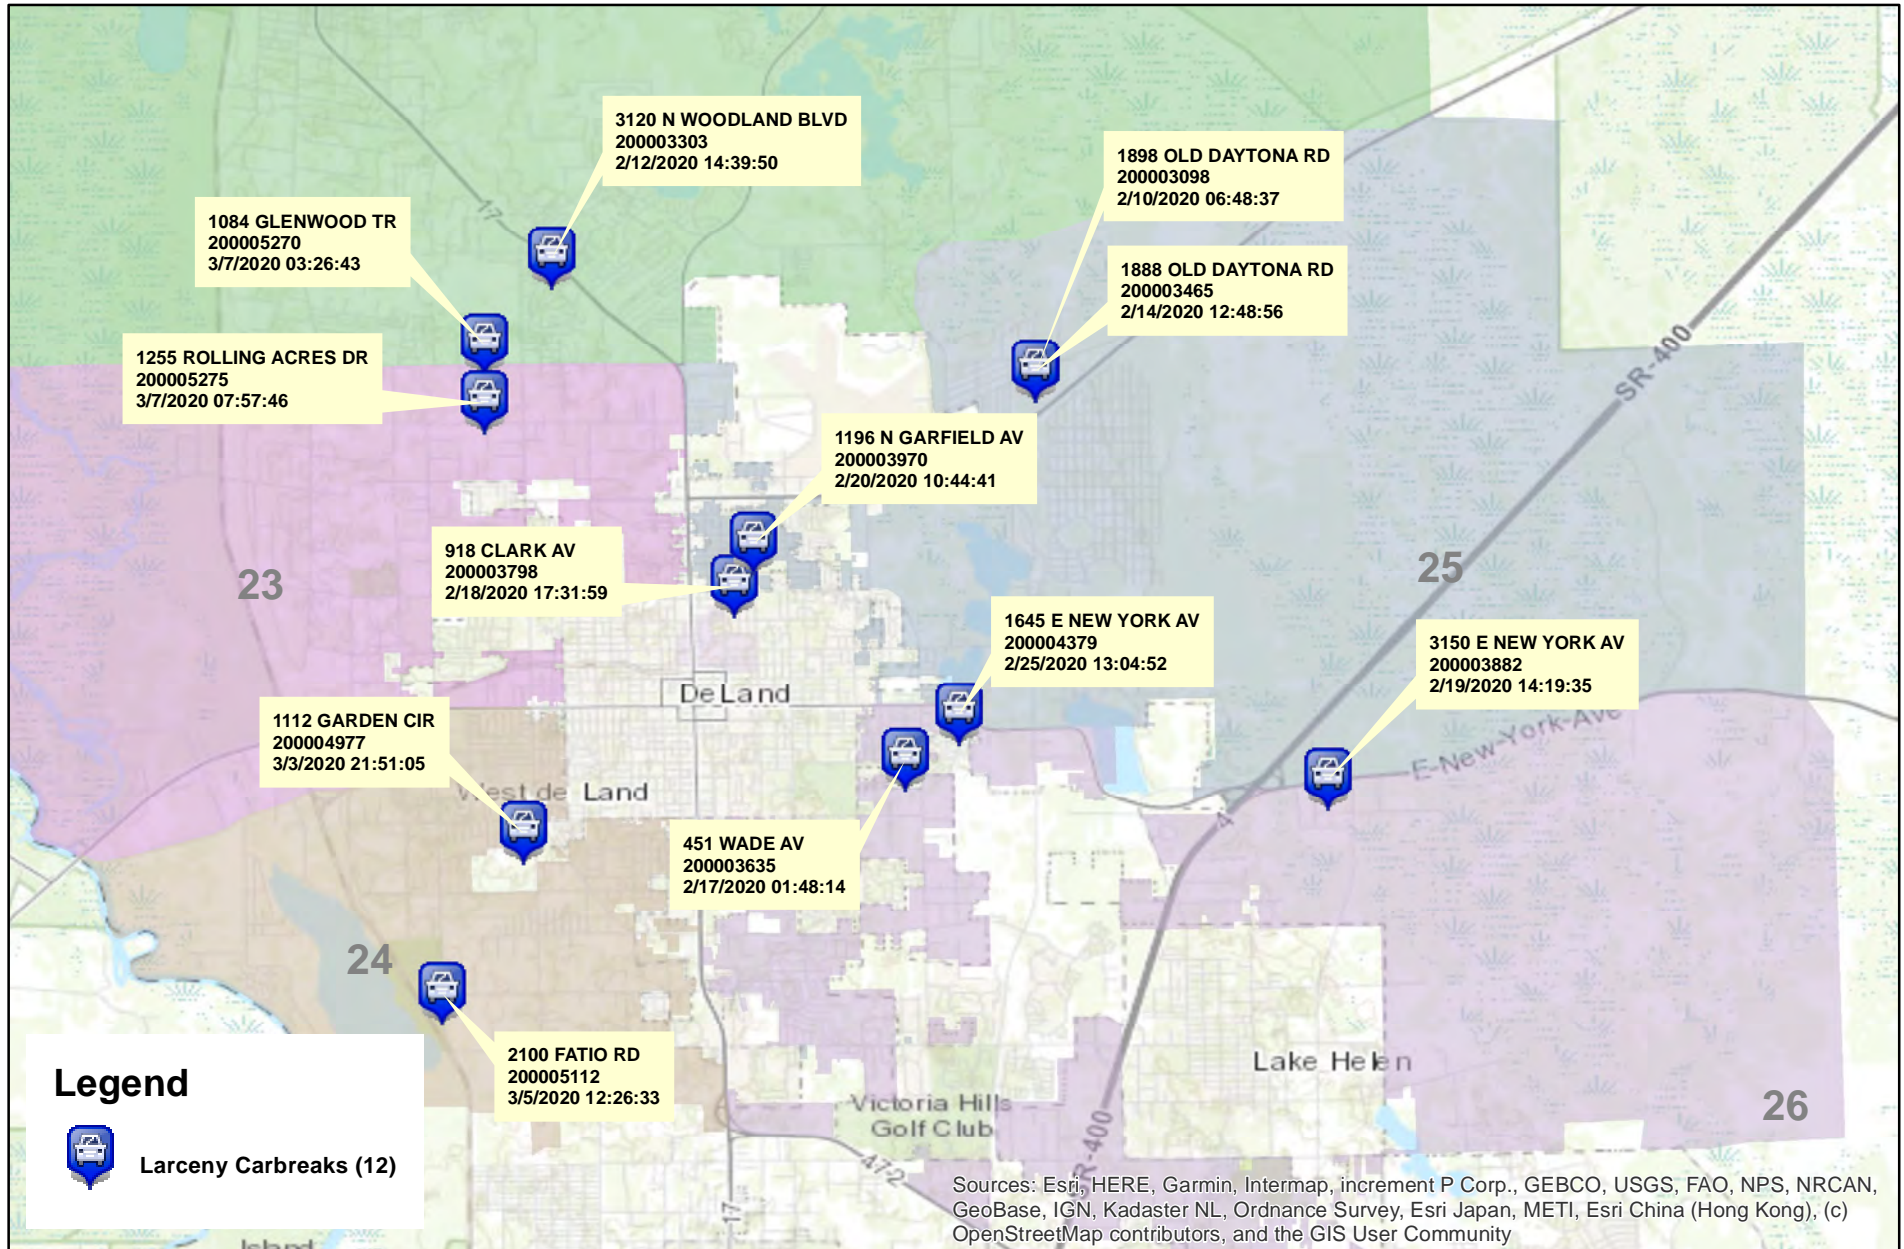 3120 N WOODLAND BLVD
200003303
2/12/2020 14:39:50
1898 OLD DAYTONA RD
200003098
2/10/2020 06:48:37
1084 GLENWOOD TR
200005270
3/7/2020 03:26:43
17
1888 OLD DAYTONA RD
200003465
2/14/2020 12:48:56
1255 ROLLING ACRES DR
200005275
3/7/2020 07:57:46
SR-400
1196 N GARFIELD AV
200003970
2/20/2020 10:44:41
918 CLARK AV
200003798
2/18/2020 17:31:59
23
25
1645 E NEW YORK AV
200004379
2/25/2020 13:04:52
3150 E NEW YORK AV
200003882
2/19/2020 14:19:35
DeLand
1112 GARDEN CIR
200004977
3/3/2020 21:51:05
E-New-York-Ave
West de Land
4
451 WADE AV
200003635
2/17/2020 01:48:14
24
2100 FATIO RD
200005112
3/5/2020 12:26:33
Lake Helen
Victoria Hills
Golf Club
26
SR-400
472
17
Legend
Larceny Carbreaks (12)
Sources: Esri, HERE, Garmin, Intermap, increment P Corp., GEBCO, USGS, FAO, NPS, NRCAN,
GeoBase, IGN, Kadaster NL, Ordnance Survey, Esri Japan, METI, Esri China (Hong Kong), (c)
OpenStreetMap contributors, and the GIS User Community
Island